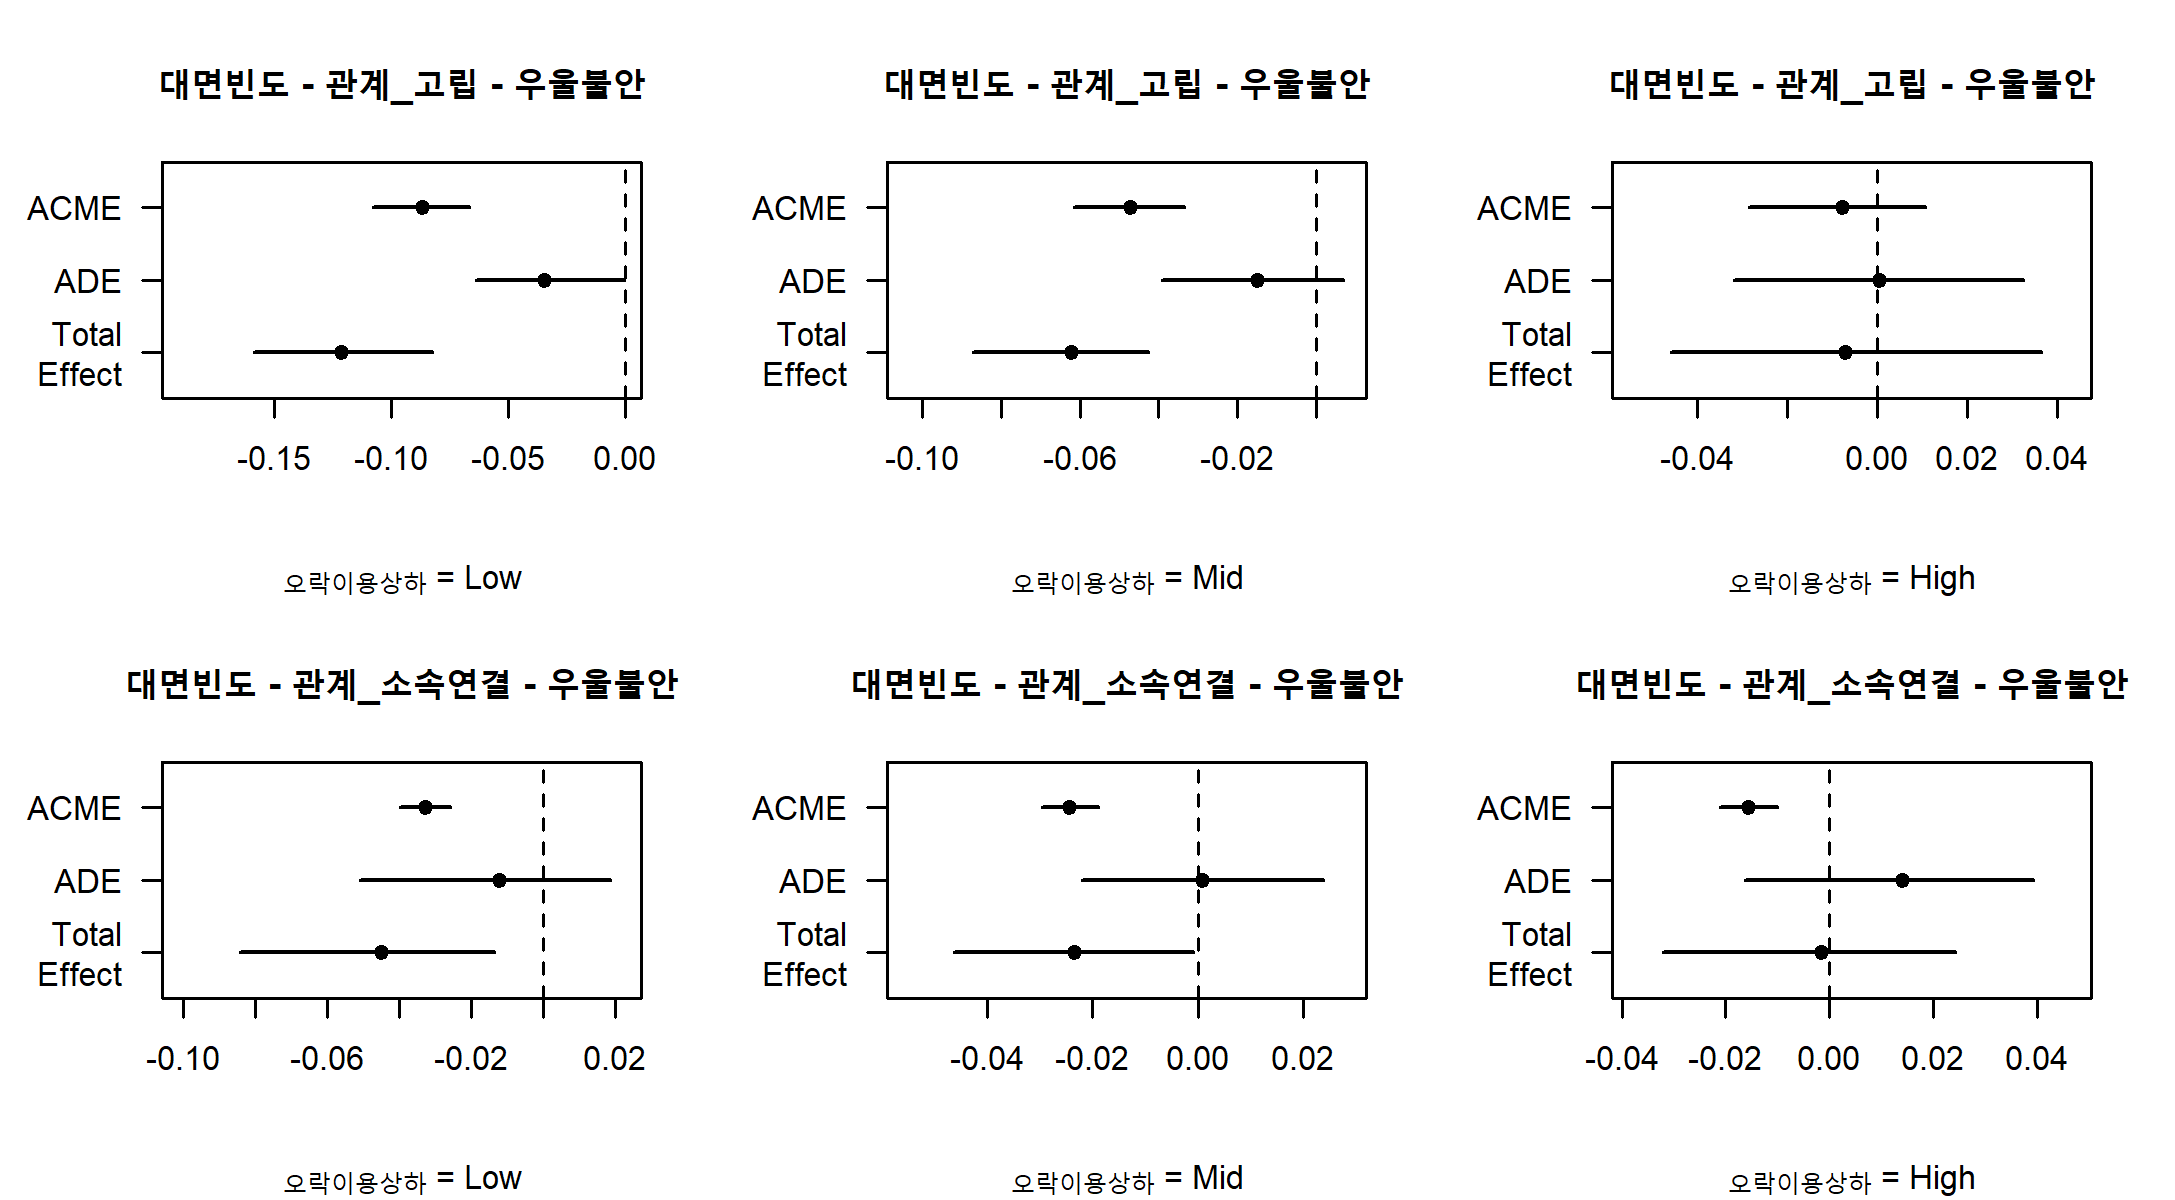 대면빈도 - 관계_고립 - 우울불안
ACME
ADE
Total
Effect
-0.15 -0.10 -0.05 0.00
오락이용상하 = Low
대면빈도 - 관계_고립 - 우울불안
ACME
ADE
Total
Effect
-0.10 -0.06 -0.02
오락이용상하 = Mid
대면빈도 - 관계_고립 - 우울불안
ACME
ADE
Total
Effect
-0.04 0.00 0.02 0.04
오락이용상하 = High
대면빈도 - 관계_소속연결 - 우울불안
ACME
ADE
Total
Effect
-0.10 -0.06 -0.02 0.02
오락이용상하 = Low
대면빈도 - 관계_소속연결 - 우울불안
ACME
ADE
Total
Effect
-0.04 -0.02 0.00 0.02
오락이용상하 = Mid
대면빈도 - 관계_소속연결 - 우울불안
ACME
ADE
Total
Effect
-0.04 -0.02 0.00 0.02 0.04
오락이용상하 = High